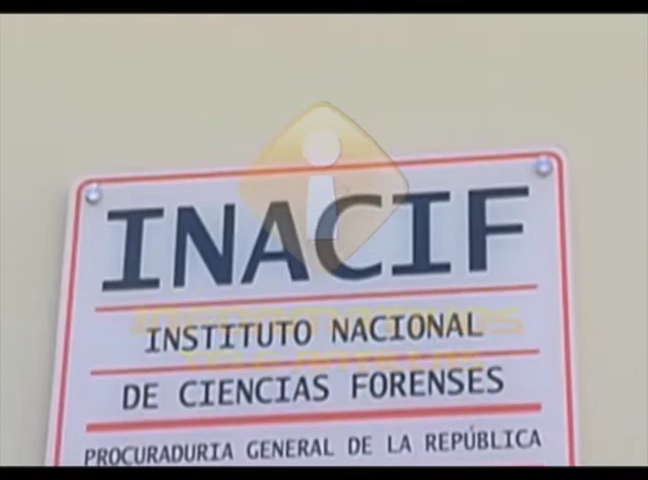 INACIF
INSTITUTO NACIONAL
DE CIENCIAS FORENSES
PROCURADURIA GENERAL DE LA REPÚBLICA